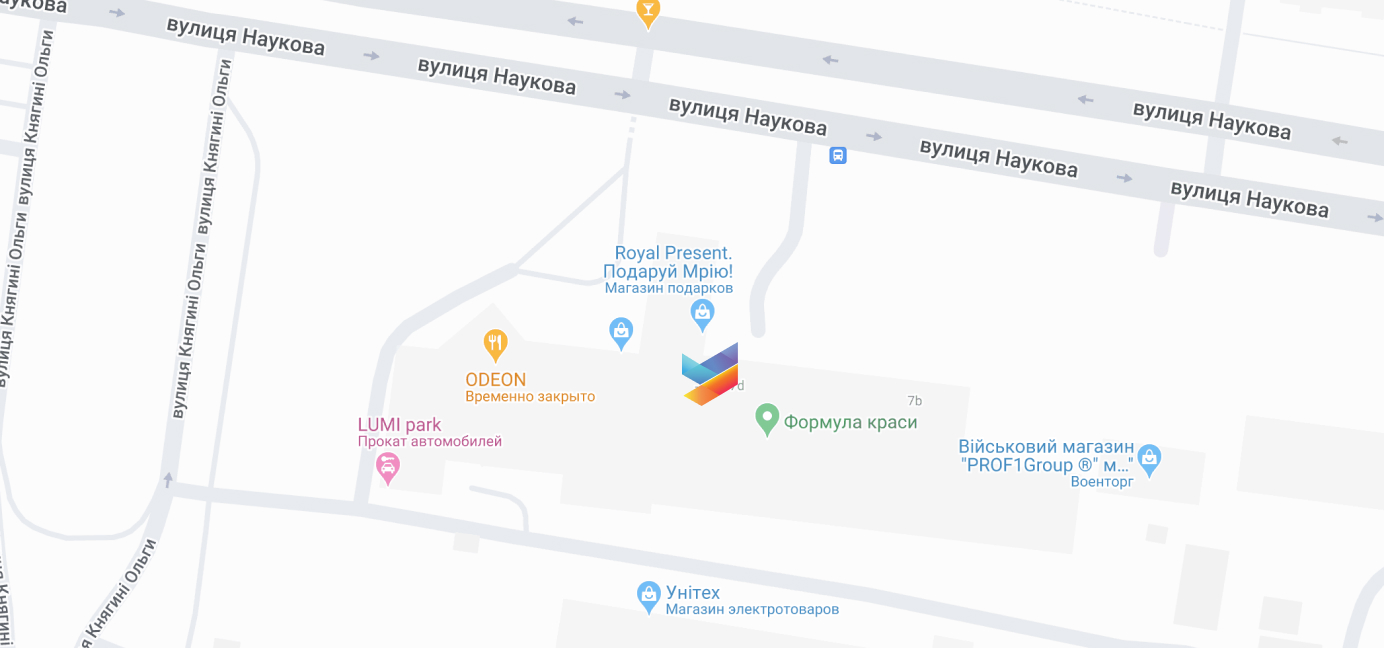 Наукова
вулиця Наукова
вулиця Наукова
вулиця Наукова
вулиця Наукова
вулиця Наукова
вулиця Наукова
вулиця Княгині Ольги
вулиця Княгині Ольги
вулиця Княгині Ольги
вулиця Княгині Ольги
Royal Present.
Подаруй Мрію!
Магазин подарков
ODEON
Временно закрыто
7d
7b
LUMI park
Прокат автомобилей
Формула краси
Військовий магазин
"PROF1Group ®" м..."
Военторг
Княгині Ольги
Унітех
Магазин электротоваров